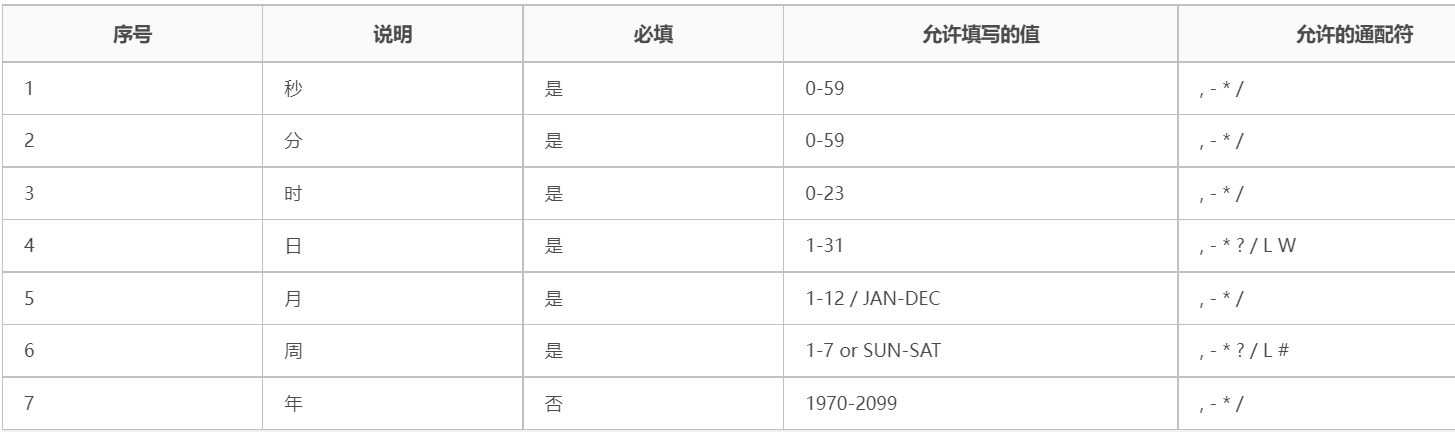 序号 说明 必填 允许填写的值 允许的通配符
1 秒 是 0-59 , - * /
2 分 是 0-59 , - * /
3 时 是 0-23 , - * /
4 日 是 1-31 , - * ? / L W
5 月 是 1-12 / JAN-DEC , - * /
6 周 是 1-7 or SUN-SAT , - * ? / L #
7 年 否 1970-2099 , - * /